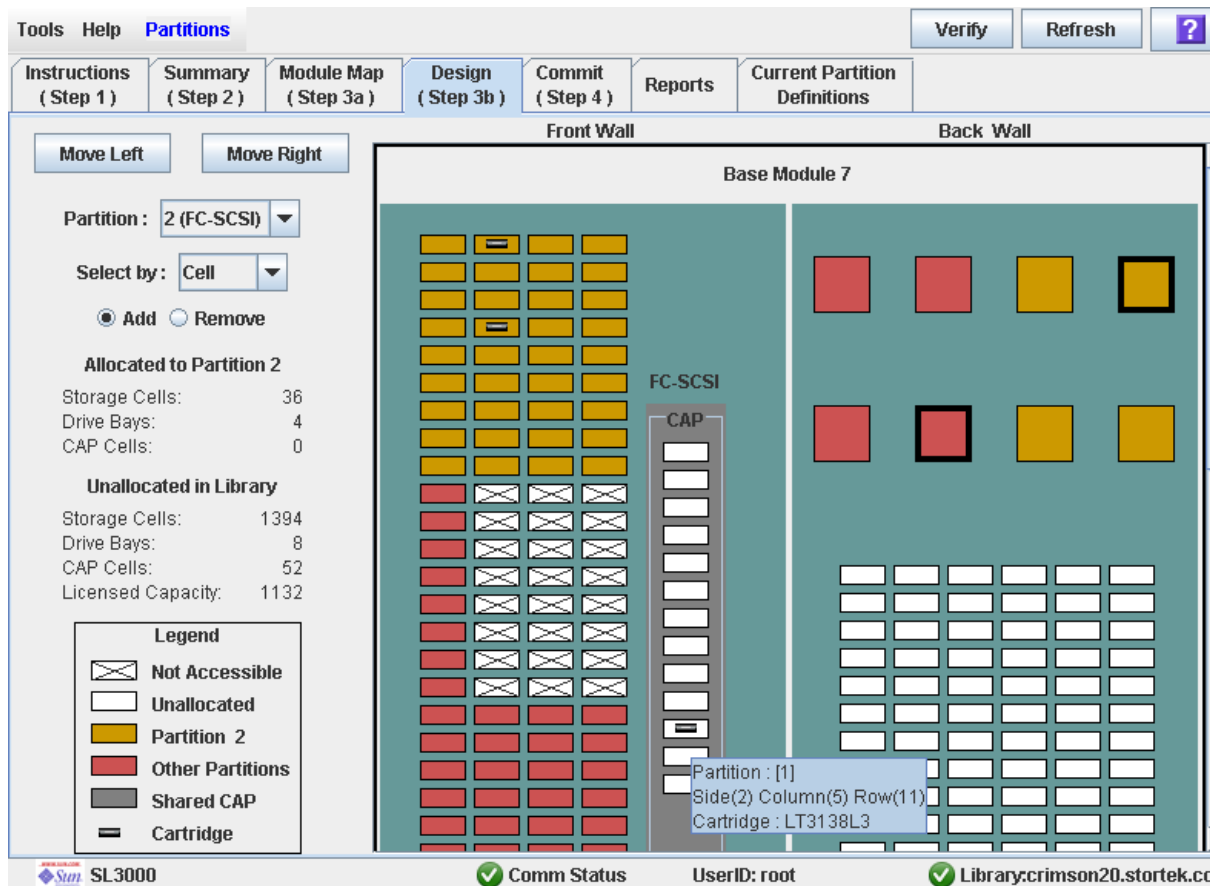 Tools Help Partitions
Verify Refresh ?
Instructions
( Step 1 )
Summary
( Step 2 )
Module Map
( Step 3a )
Design
( Step 3b )
Commit
( Step 4 )
Reports
Current Partition
Definitions
Move Left Move Right
Partition : 2 (FC-SCSI)
Select by : Cell
Add Remove
Allocated to Partition 2
Storage Cells: 36
Drive Bays: 4
CAP Cells: 0
Unallocated in Library
Storage Cells: 1394
Drive Bays: 8
CAP Cells: 52
Licensed Capacity: 1132
Legend
Not Accessible
Unallocated
Partition 2
Other Partitions
Shared CAP
Cartridge
Front Wall Back Wall
Base Module 7
FC-SCSI
CAP
Partition : [1]
Side(2) Column(5) Row(11)
Cartridge : LT3138L3
Sun SL3000 Comm Status UserID: root Library:crimson20.stortek.co